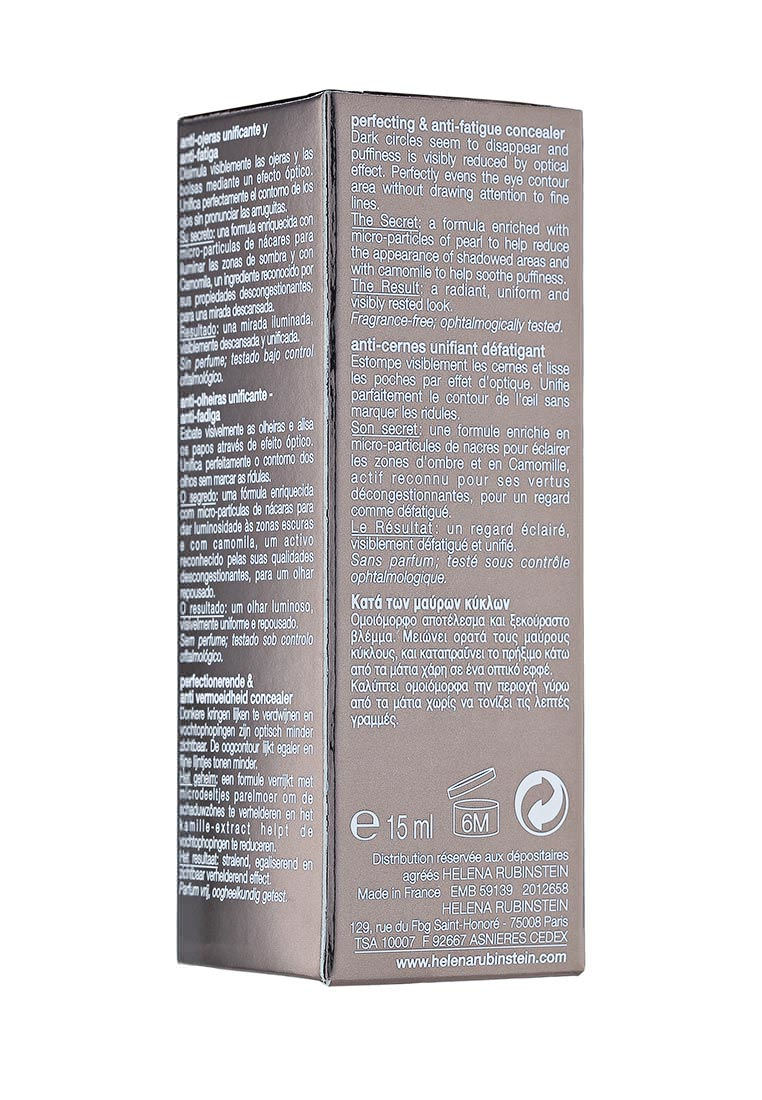 anti-ojeras unificante y
anti-fatiga
Disimula visiblemente las ojeras y las
bolsas mediante un efecto óptico.
Unifica perfectamente el contorno de los
ojos sin pronunciar las arruguitas.
Su secreto: una formula enriquecida con
micro-particulas de nácares para
iluminar las zonas de sombra y con
Camomila, un ingrediente reconocido por
sus propiedades descongestionantes,
para una mirada descansada.
Resultado: una mirada iluminada,
visiblemente descansada y unificada.
Sin perfume; testado bajo control
oftalmológico.
anti-olheiras unificante -
anti-fadiga
Esbate visivelmente as olheiras e alisa
os papos através de efeito óptico.
Unifica perfeitamente o contorno dos
olhos sem marcar as rídulas.
O segredo: uma fórmula enriquecida
com micro-partículas de nácaras para
dar luminosidade às zonas escuras
e com camomila, um activo
reconhecido pelas suas qualidades
descongestionantes, para um olhar
repousado.
O resultado: um olhar luminoso,
visivelmente uniforme e repousado.
Sem perfume; testado sob controlo
oftalmológico.
perfectionerende &
anti vermoeidheid concealer
Donkere kringen lijken te verdwijnen en
vochtophopingen zijn optisch minder
zichtbaar. De oogcontour lijkt egaler en
fijne lijntjes tonen minder.
Het geheim: een formule verrijkt met
microdeeltjes parelmoer om de
schaduwzônes te verhelderen en het
kamille-extract helpt de
vochtophopingen te reduceren.
Het resultaat: stralend, egaliserend en
zichtbaar verhelderend effect.
Parfum vrij, oogheelkundig getest.
perfecting & anti-fatigue concealer
Dark circles seem to disappear and
puffiness is visibly reduced by optical
effect. Perfectly evens the eye contour
area without drawing attention to fine
lines.
The Secret: a formula enriched with
micro-particles of pearl to help reduce
the appearance of shadowed areas and
with camomile to help soothe puffiness.
The Result: a radiant, uniform and
visibly rested look.
Fragrance-free; ophtalmogically tested.
anti-cernes unifiant défatigant
Estompe visiblement les cernes et lisse
les poches par effet d'optique. Unifie
parfaitement le contour de l'œil sans
marquer les ridules.
Son secret: une formule enrichie en
micro-particules de nacres pour éclairer
les zones d'ombre et en Camomille,
actif reconnu pour ses vertus
décongestionnantes, pour un regard
comme défatigué.
Le Résultat: un regard éclairé,
visiblement défatigué et unifié.
Sans parfum; testé sous contrôle
ophtalmologique.
Κατά των μαύρων κύκλων
Ομοιόμορφο αποτέλεσμα και ξεκούραστο
βλέμμα. Μειώνει ορατά τους μαύρους
κύκλους, και καταπραΰνει το πρήξιμο κάτω
από τα μάτια χάρη σε ένα οπτικό εφφέ.
Καλύπτει ομοιόμορφα την περιοχή γύρω
από τα μάτια χωρίς να τονίζει τις λεπτές
γραμμές.
℮ 15 ml 6M
Distribution réservée aux dépositaires
agréés HELENA RUBINSTEIN
Made in France EMB 59139 2012658
HELENA RUBINSTEIN
129, rue du Fbg Saint-Honoré - 75008 Paris
TSA 10007 F 92667 ASNIERES CEDEX
www.helenarubinstein.com